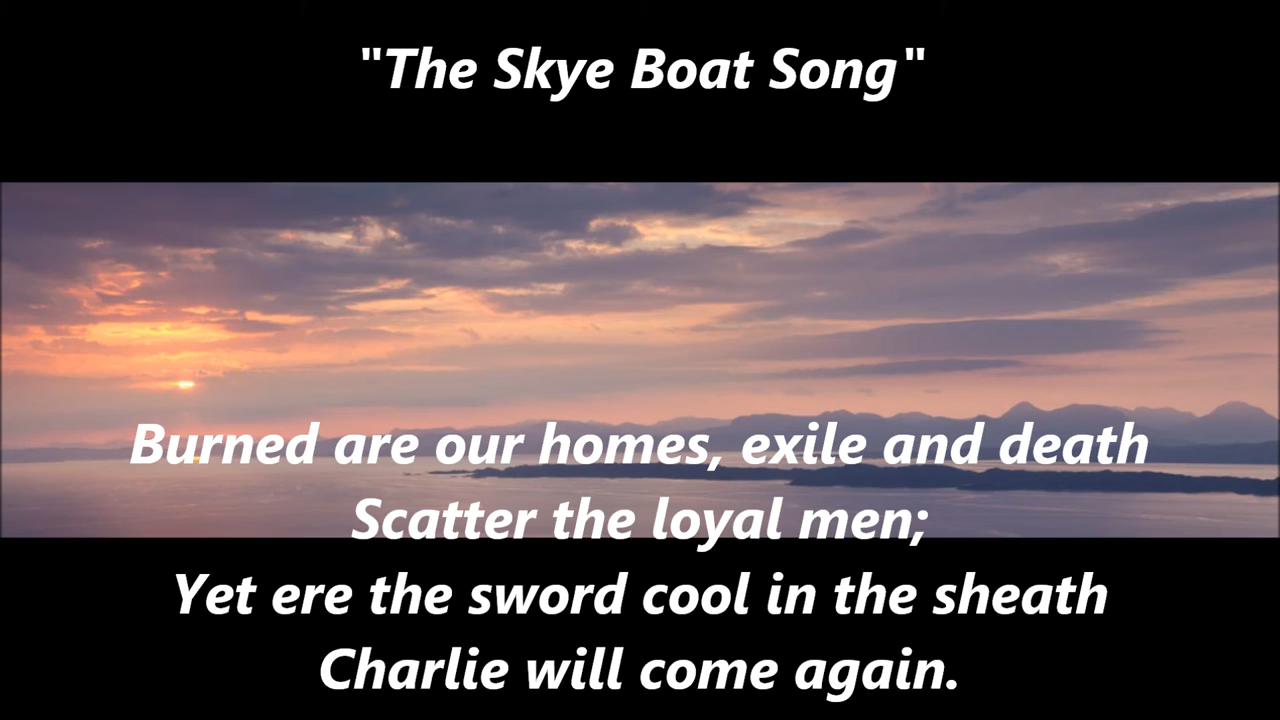 "The Skye Boat Song"
Burned are our homes, exile and death
Scatter the loyal men;
Yet ere the sword cool in the sheath
Charlie will come again.